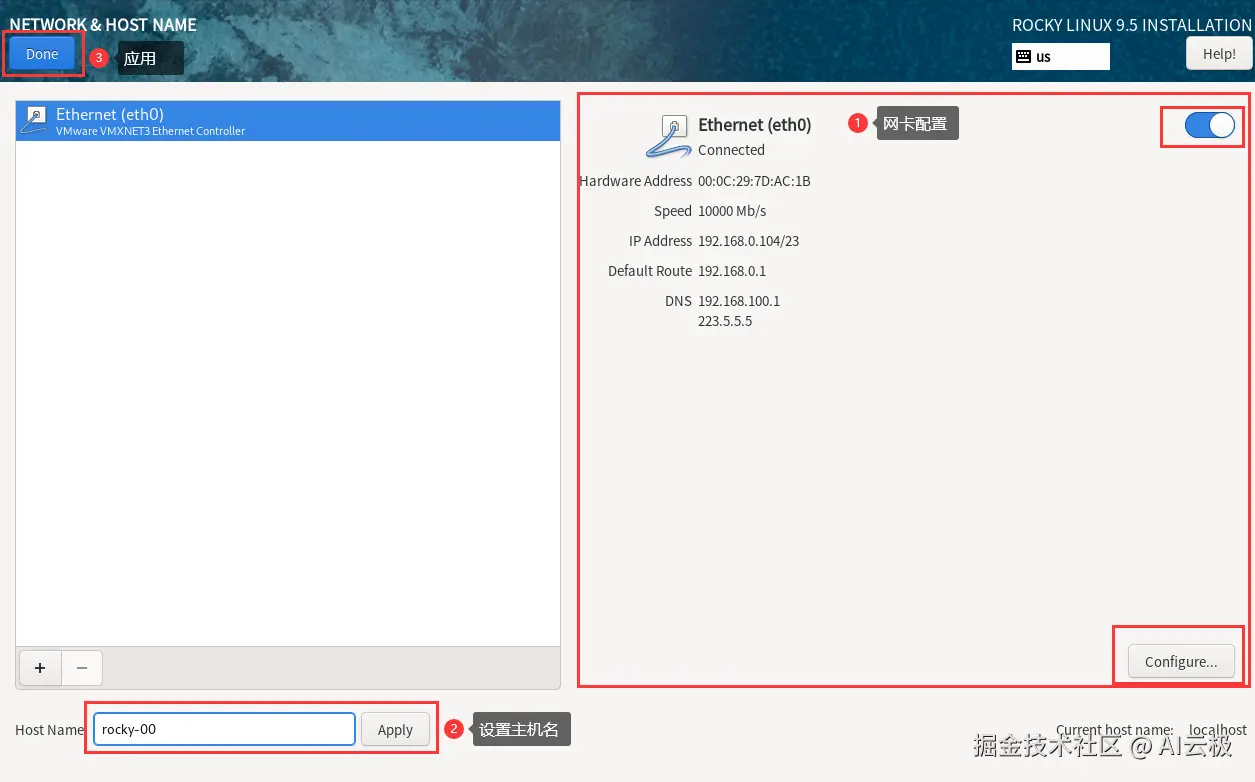 NETWORK & HOST NAME
ROCKY LINUX 9.5 INSTALLATION
Done
3 应用
us
Help!
Ethernet (eth0)
VMware VMXNET3 Ethernet Controller
Ethernet (eth0)
1 网卡配置
Connected
Hardware Address 00:0C:29:7D:AC:1B
Speed 10000 Mb/s
IP Address 192.168.0.104/23
Default Route 192.168.0.1
DNS 192.168.100.1
223.5.5.5
+ −
Configure...
Host Name
rocky-00
Apply
2 设置主机名
Current host name: localhost
掘金技术社区 @ AI云极